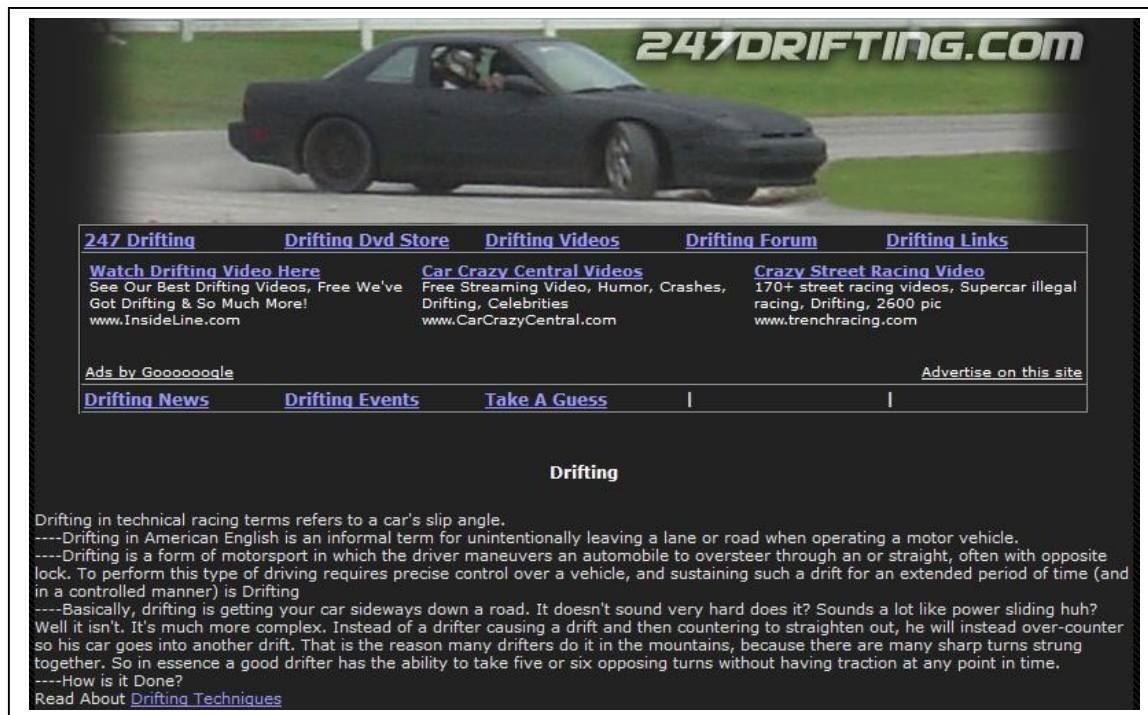 247DRIFTING.COM
247 Drifting Drifting Dvd Store Drifting Videos Drifting Forum Drifting Links
Watch Drifting Video Here
See Our Best Drifting Videos, Free We've
Got Drifting & So Much More!
www.InsideLine.com
Car Crazy Central Videos
Free Streaming Video, Humor, Crashes,
Drifting, Celebrities
www.CarCrazyCentral.com
Crazy Street Racing Video
170+ street racing videos, Supercar illegal
racing, Drifting, 2600 pic
www.trenchracing.com
Ads by Goooooogle
Advertise on this site
Drifting News Drifting Events Take A Guess | |
Drifting
Drifting in technical racing terms refers to a car's slip angle.
----Drifting in American English is an informal term for unintentionally leaving a lane or road when operating a motor vehicle.
----Drifting is a form of motorsport in which the driver maneuvers an automobile to oversteer through an or straight, often with opposite
lock. To perform this type of driving requires precise control over a vehicle, and sustaining such a drift for an extended period of time (and
in a controlled manner) is Drifting
----Basically, drifting is getting your car sideways down a road. It doesn't sound very hard does it? Sounds a lot like power sliding huh?
Well it isn't. It's much more complex. Instead of a drifter causing a drift and then countering to straighten out, he will instead over-counter
so his car goes into another drift. That is the reason many drifters do it in the mountains, because there are many sharp turns strung
together. So in essence a good drifter has the ability to take five or six opposing turns without having traction at any point in time.
----How is it Done?
Read About Drifting Techniques